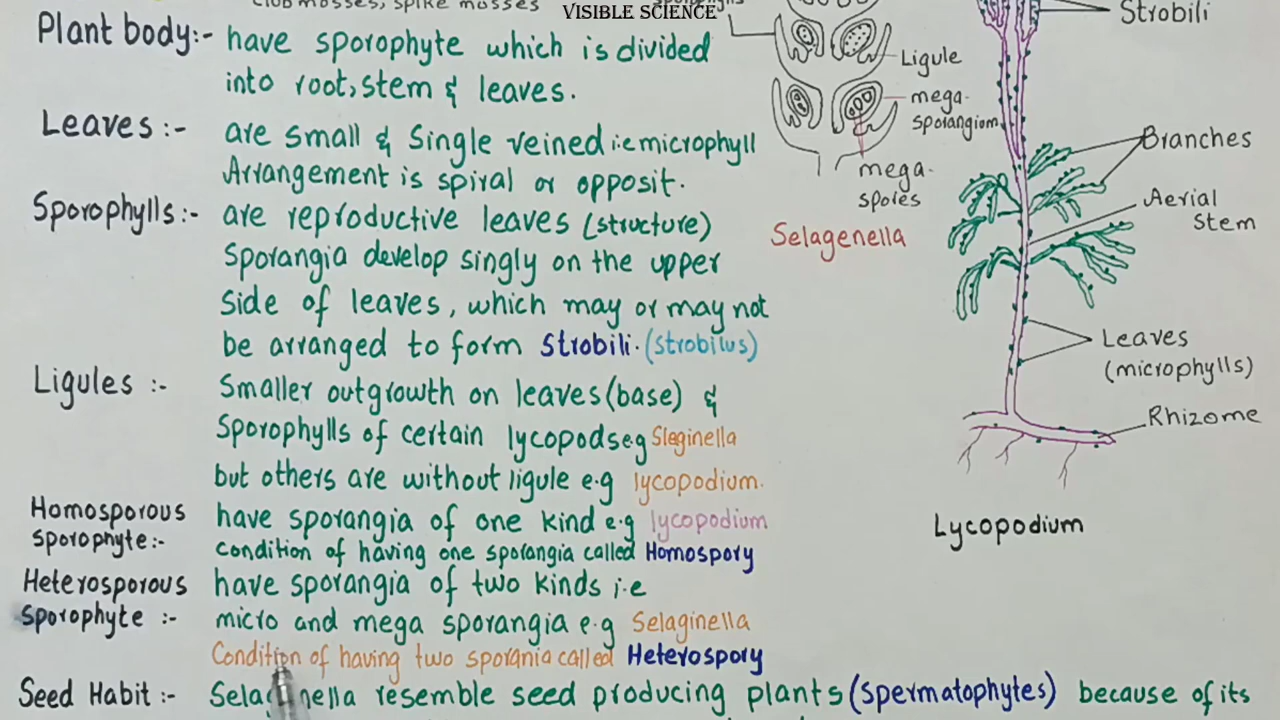 club mosses, spike mosses
VISIBLE SCIENCE
Plant body:- have sporophyte which is divided
into root, stem & leaves.
Leaves :- are small & Single veined i.e microphyll
Arrangement is spiral or opposit.
Sporophylls:- are reproductive leaves (structure)
Sporangia develop singly on the upper
side of leaves, which may or may not
be arranged to form Strobili. (strobilus)
Ligules :- Smaller outgrowth on leaves (base) &
Sporophylls of certain lycopods eg Slaginella
but others are without ligule e.g lycopodium.
Homosporous sporophyte:- have sporangia of one kind e.g lycopodium
condition of having one sporangia called Homospory
Heterosporous sporophyte :- have sporangia of two kinds i.e
micro and mega sporangia e.g Selaginella
Condition of having two sporania called Heterospory
Seed Habit :- Selaginella resemble seed producing plants (spermatophytes) because of its
Ligule
mega-
sporangium
mega-
spores
Selagenella
Strobili
Branches
Aerial
Stem
Leaves
(microphylls)
Rhizome
Lycopodium